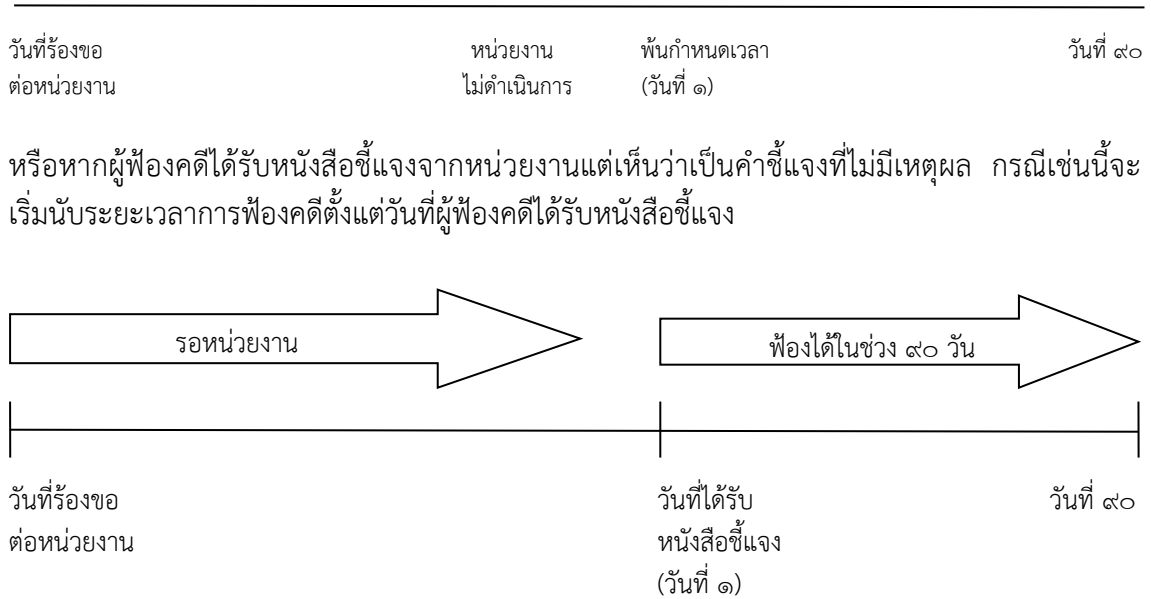 วันที่ร้องขอ หน่วยงาน พ้นกำหนดเวลา วันที่ ๙๐
ต่อหน่วยงาน ไม่ดำเนินการ (วันที่ ๑)
หรือหากผู้ฟ้องคดีได้รับหนังสือชี้แจงจากหน่วยงานแต่เห็นว่าเป็นคำชี้แจงที่ไม่มีเหตุผล กรณีเช่นนี้จะ
เริ่มนับระยะเวลาการฟ้องคดีตั้งแต่วันที่ผู้ฟ้องคดีได้รับหนังสือชี้แจง
รอหน่วยงาน ฟ้องได้ในช่วง ๙๐ วัน
วันที่ร้องขอ วันที่ได้รับ วันที่ ๙๐
ต่อหน่วยงาน หนังสือชี้แจง
(วันที่ ๑)